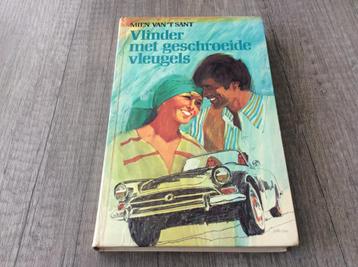 MIEN VAN 'T SANT
Vlinder
met geschroeide
vleugels